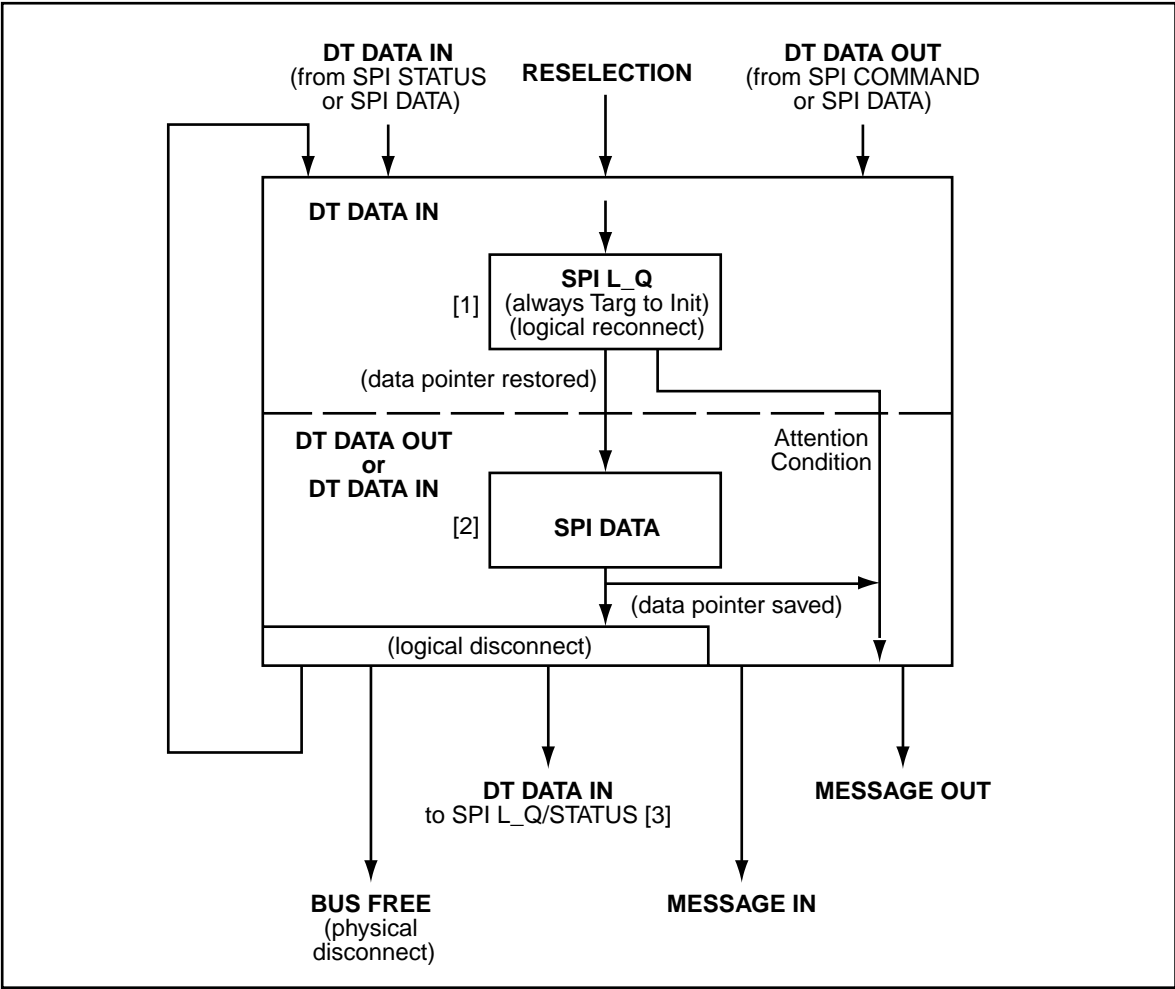 DT DATA IN
(from SPI STATUS
or SPI DATA)
RESELECTION
DT DATA OUT
(from SPI COMMAND
or SPI DATA)
DT DATA IN
[1]
SPI L_Q
(always Targ to Init)
(logical reconnect)
(data pointer restored)
DT DATA OUT
or
DT DATA IN
Attention
Condition
[2]
SPI DATA
(data pointer saved)
(logical disconnect)
DT DATA IN
to SPI L_Q/STATUS [3]
MESSAGE OUT
BUS FREE
(physical
disconnect)
MESSAGE IN